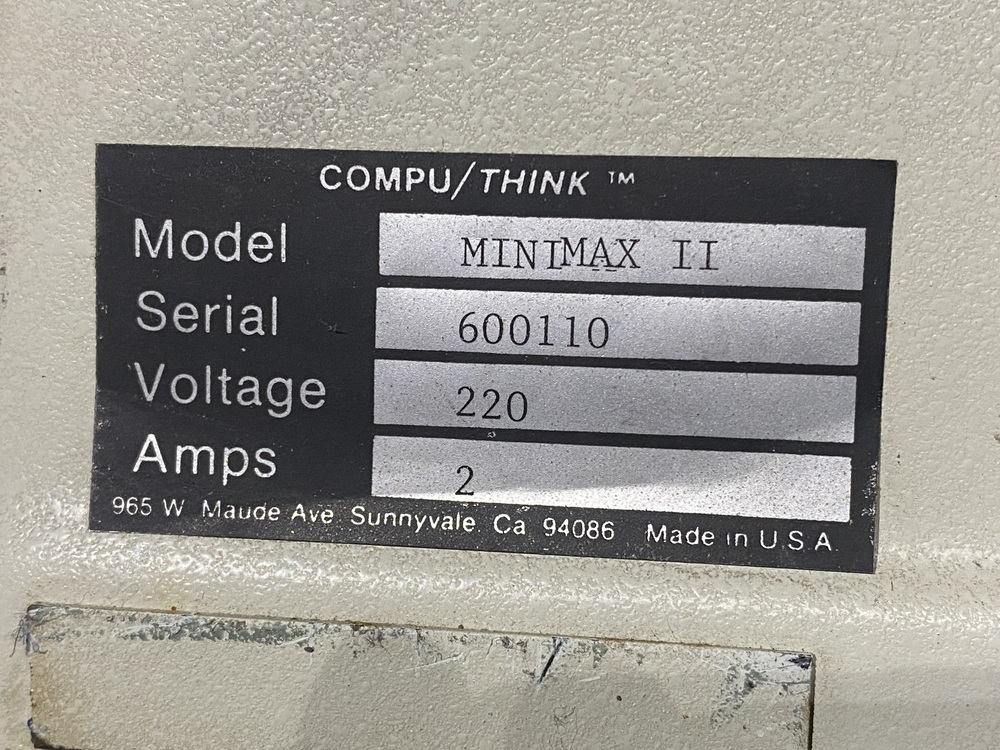 COMPU/THINK ™
Model MINIMAX II
Serial 600110
Voltage 220
Amps 2
965 W Maude Ave Sunnyvale Ca 94086 Made in U S A